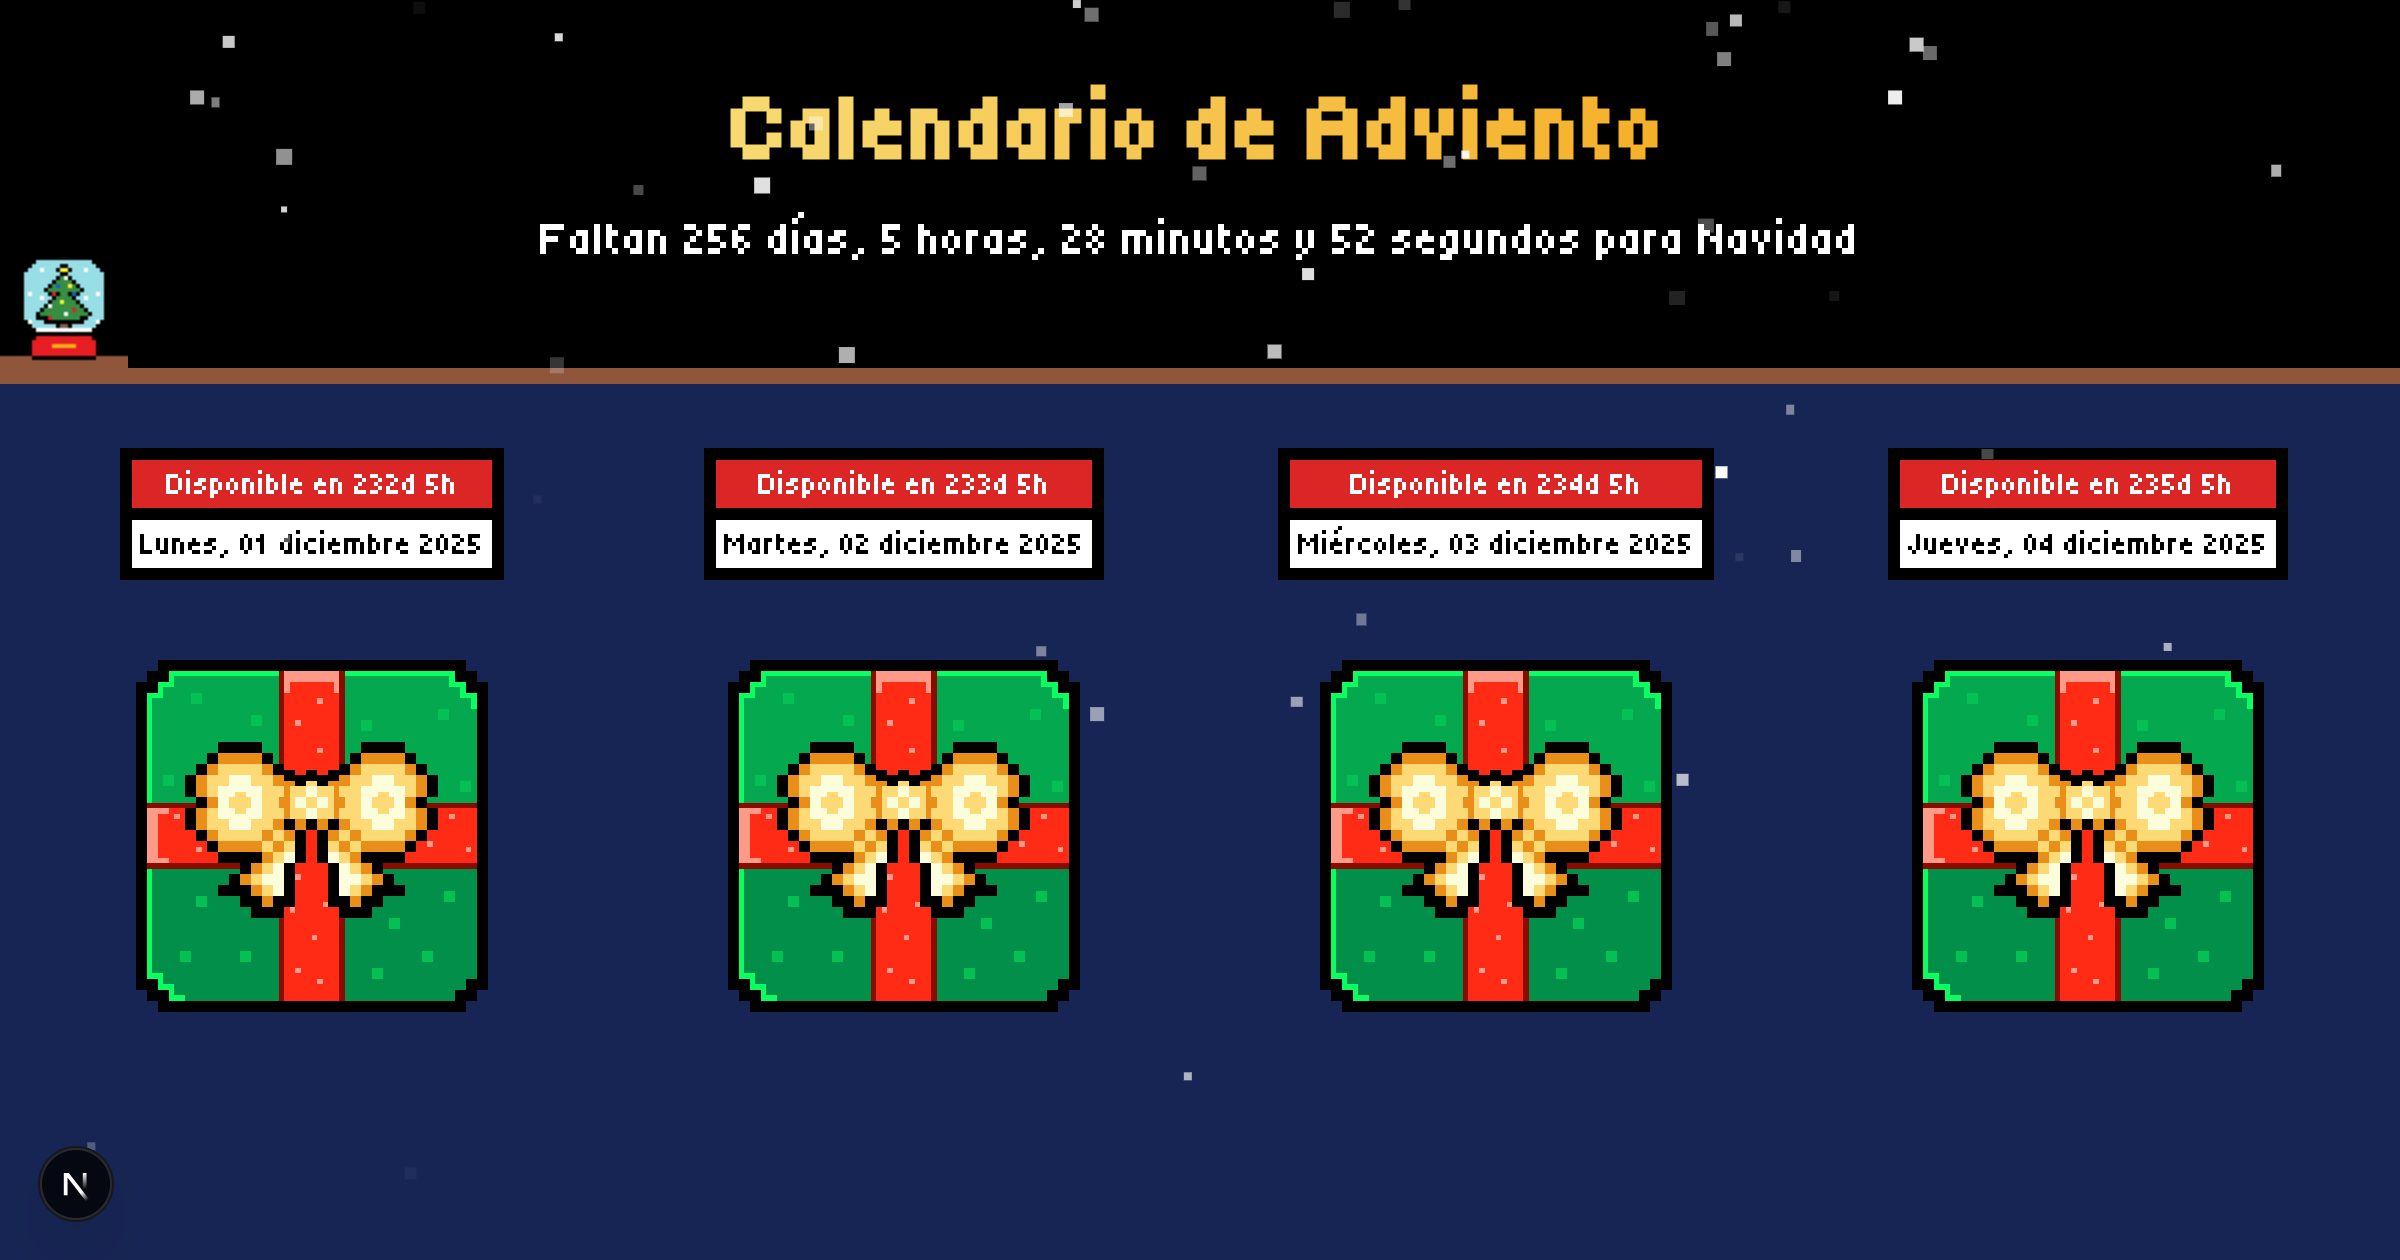 Calendario de Adviento
Faltan 256 días, 5 horas, 28 minutos y 52 segundos para Navidad
Disponible en 232d 5h
Lunes, 01 diciembre 2025
Disponible en 233d 5h
Martes, 02 diciembre 2025
Disponible en 234d 5h
Miércoles, 03 diciembre 2025
Disponible en 235d 5h
Jueves, 04 diciembre 2025
N